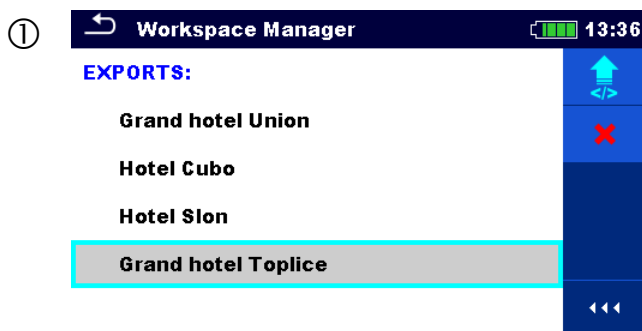 ① Workspace Manager 13:36
EXPORTS:
</>
Grand hotel Union
Hotel Cubo
Hotel Slon
Grand hotel Toplice